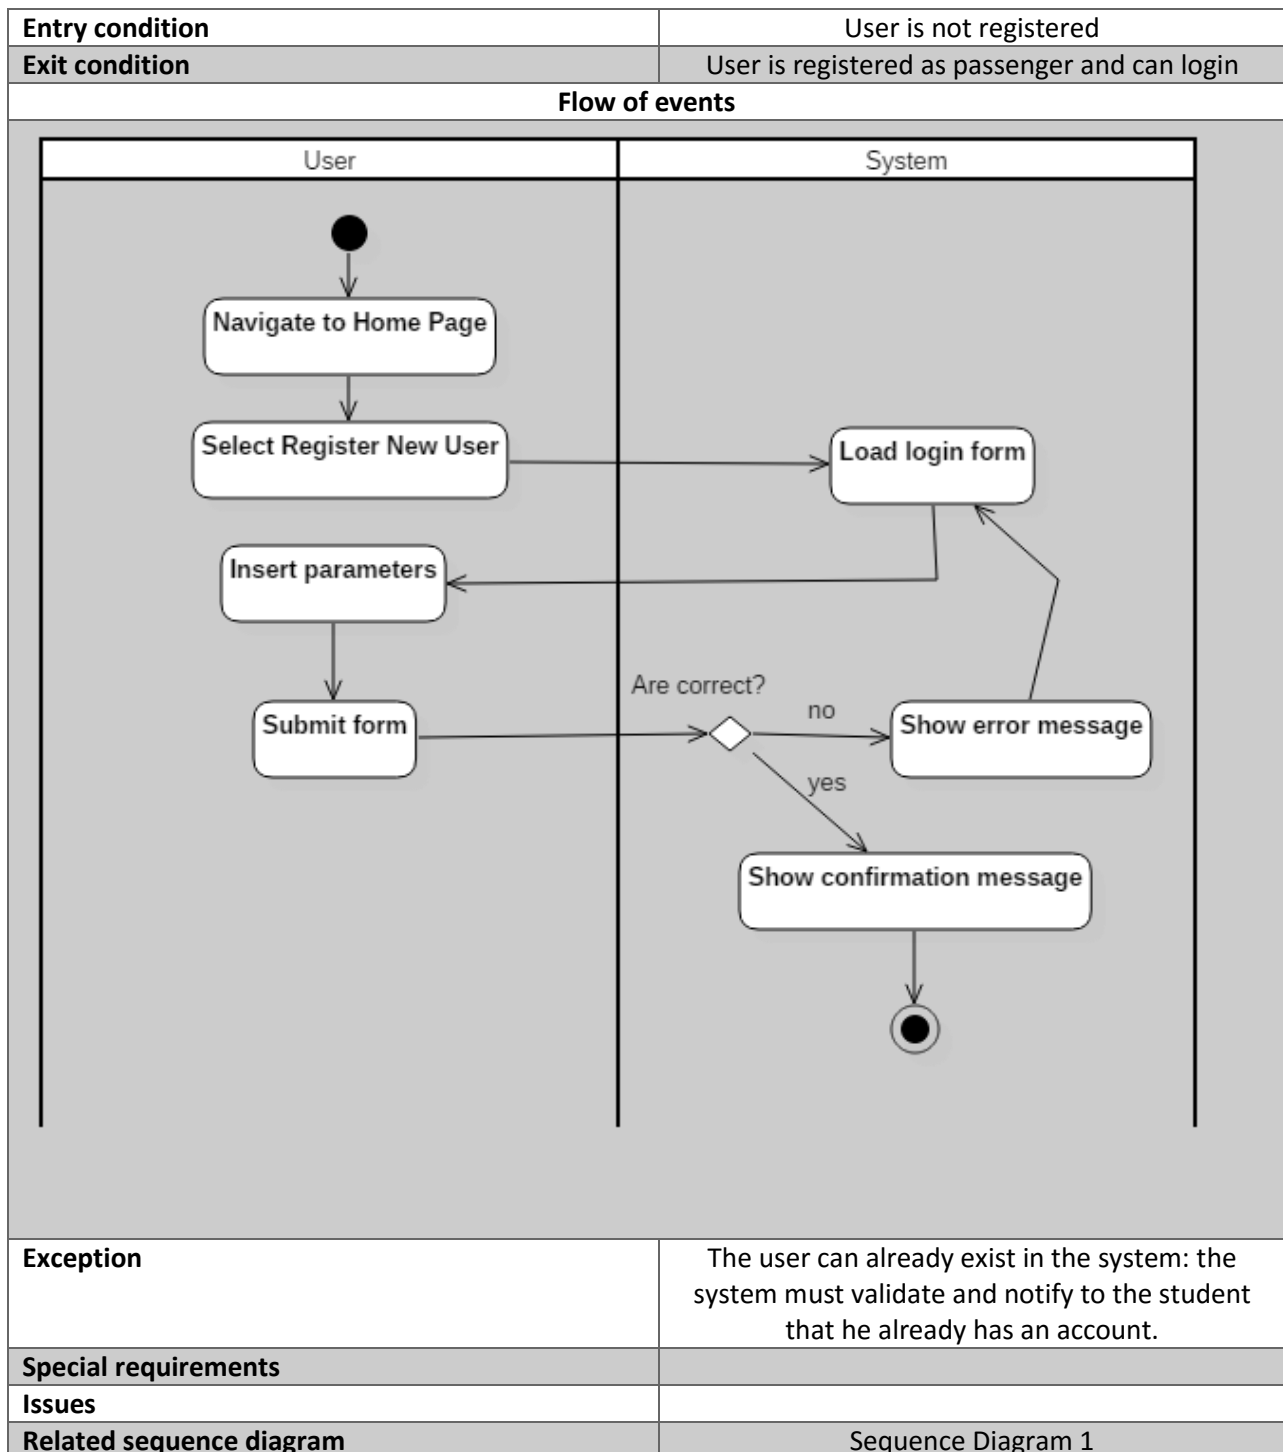 Entry condition
User is not registered
Exit condition
User is registered as passenger and can login
Flow of events
User
System
Navigate to Home Page
Select Register New User
Load login form
Insert parameters
Are correct?
Submit form
no
Show error message
yes
Show confirmation message
Exception
The user can already exist in the system: the
system must validate and notify to the student
that he already has an account.
Special requirements
Issues
Related sequence diagram
Sequence Diagram 1